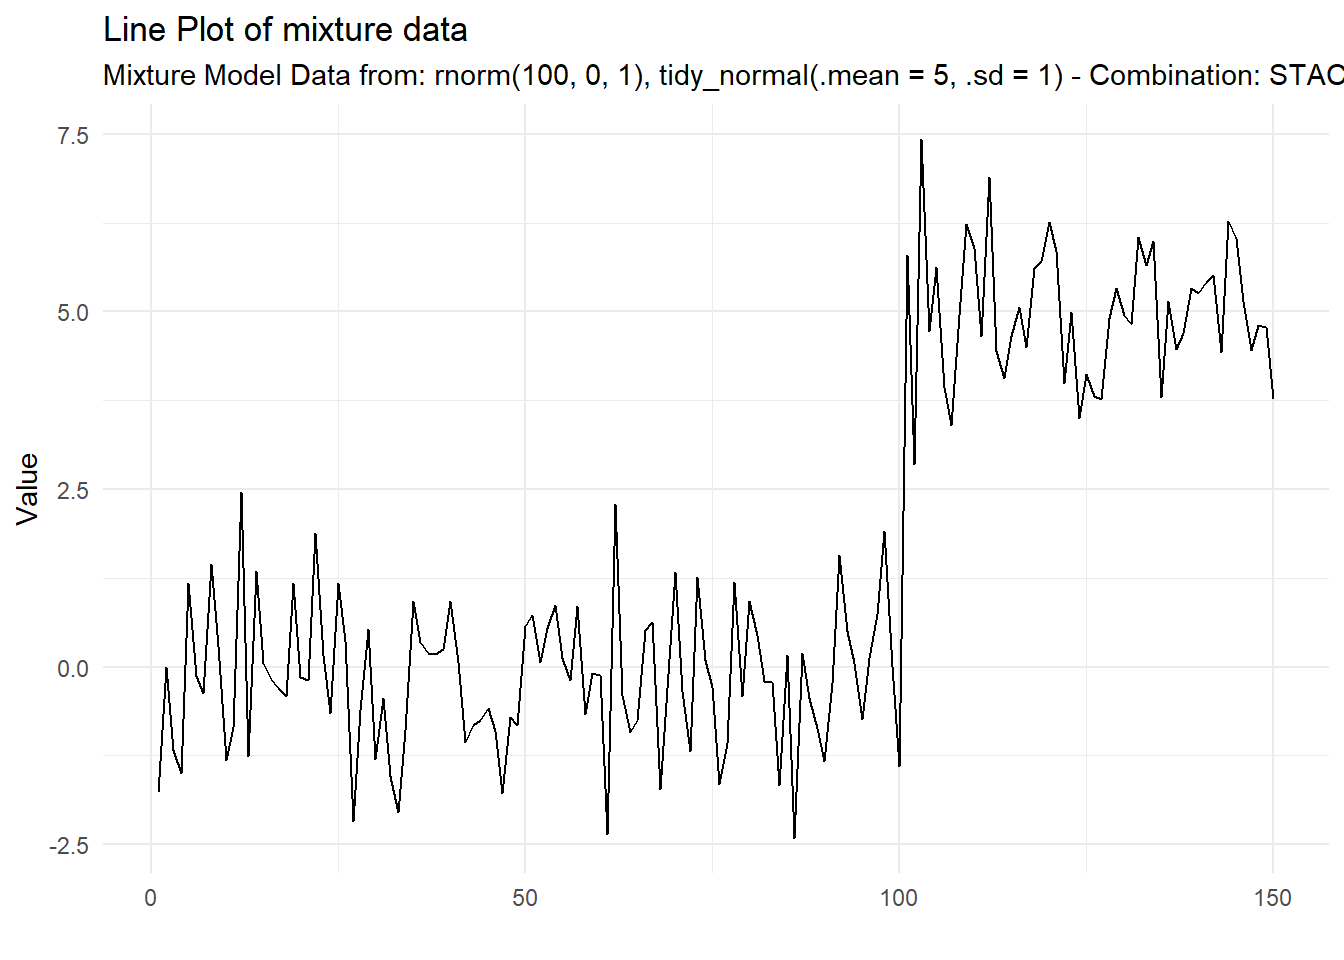 Line Plot of mixture data
Mixture Model Data from: rnorm(100, 0, 1), tidy_normal(.mean = 5, .sd = 1) - Combination: STAC
7.5
5.0
2.5
0.0
-2.5
Value
0 50 100 150